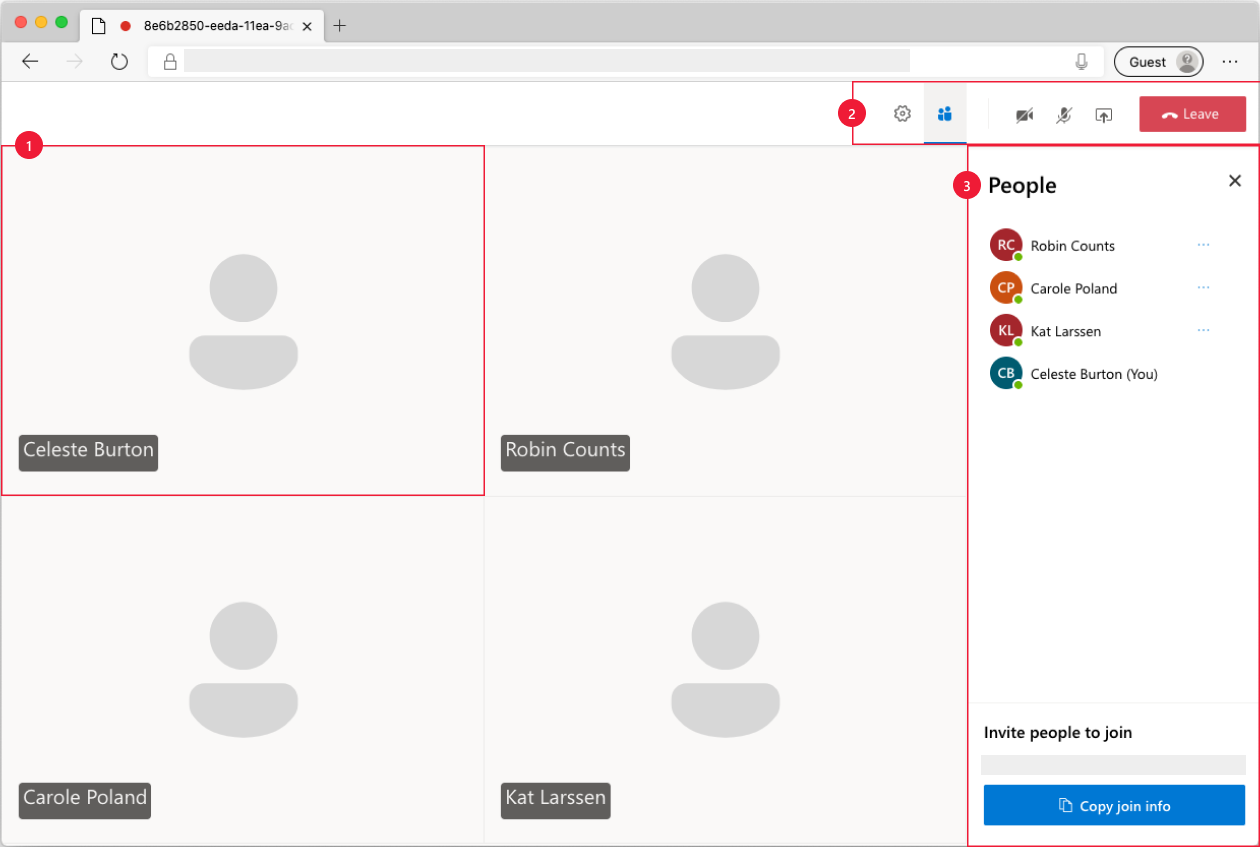 8e6b2850-eeda-11ea-9a
Guest
2
Leave
1
3
People
RC Robin Counts
CP Carole Poland
KL Kat Larssen
CB Celeste Burton (You)
Celeste Burton
Robin Counts
Carole Poland
Kat Larssen
Invite people to join
Copy join info